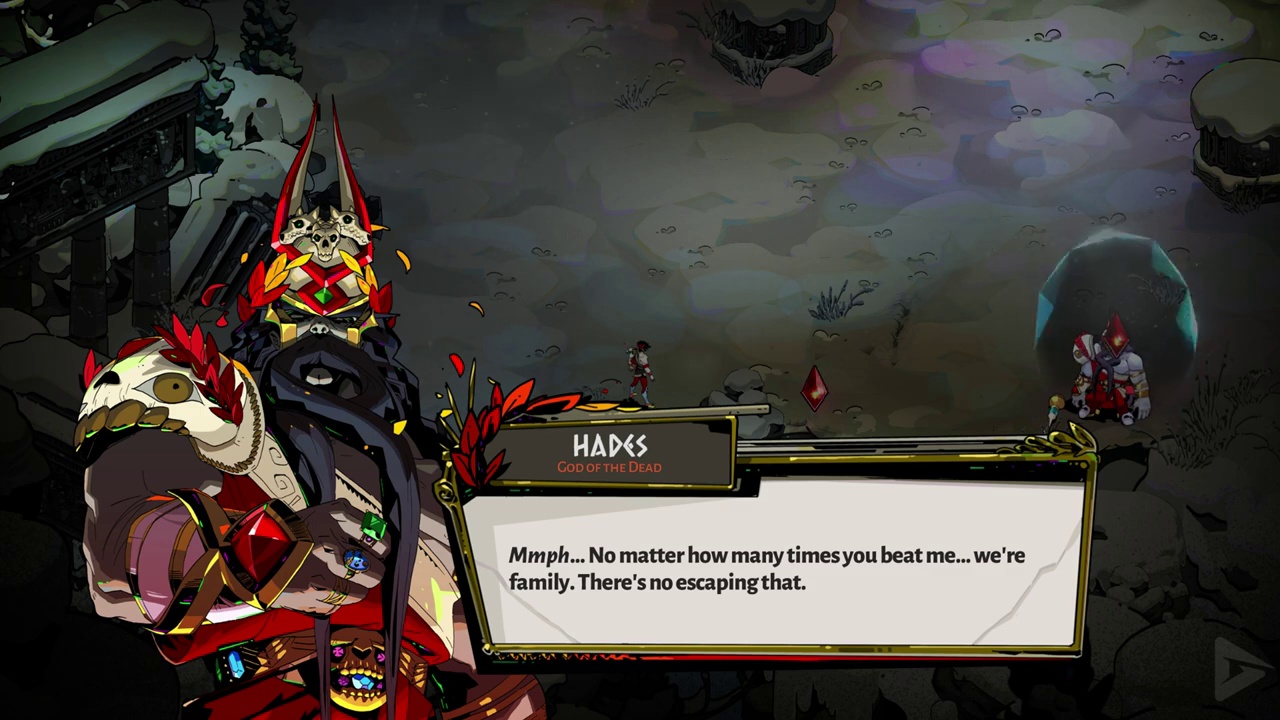 HADES
GOD OF THE DEAD
Mmph... No matter how many times you beat me... we're
family. There's no escaping that.